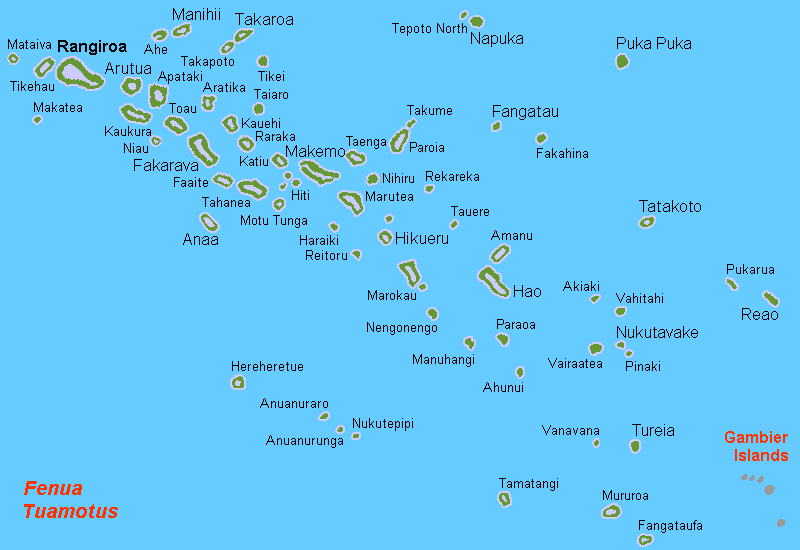 Manihii
Takaroa
Tepoto North
Napuka
Mataiva
Rangiroa
Ahe
Puka Puka
Takapoto
Arutua
Tikehau
Apataki
Tikei
Aratika
Taiaro
Makatea
Toau
Takume
Fangatau
Kaukura
Kauehi
Raraka
Niau
Makemo
Taenga
Paroia
Fakahina
Fakarava
Katiu
Faaite
Nihiru
Rekareka
Hiti
Marutea
Tahanea
Motu Tunga
Tauere
Tatakoto
Anaa
Haraiki
Hikueru
Amanu
Reitoru
Pukarua
Marokau
Hao
Akiaki
Vahitahi
Reao
Nengonengo
Paraoa
Nukutavake
Manuhangi
Vairaatea
Pinaki
Hereheretue
Ahunui
Anuanuraro
Nukutepipi
Anuanurunga
Vanavana
Tureia
Gambier
Islands
Fenua
Tuamotus
Tamatangi
Mururoa
Fangataufa